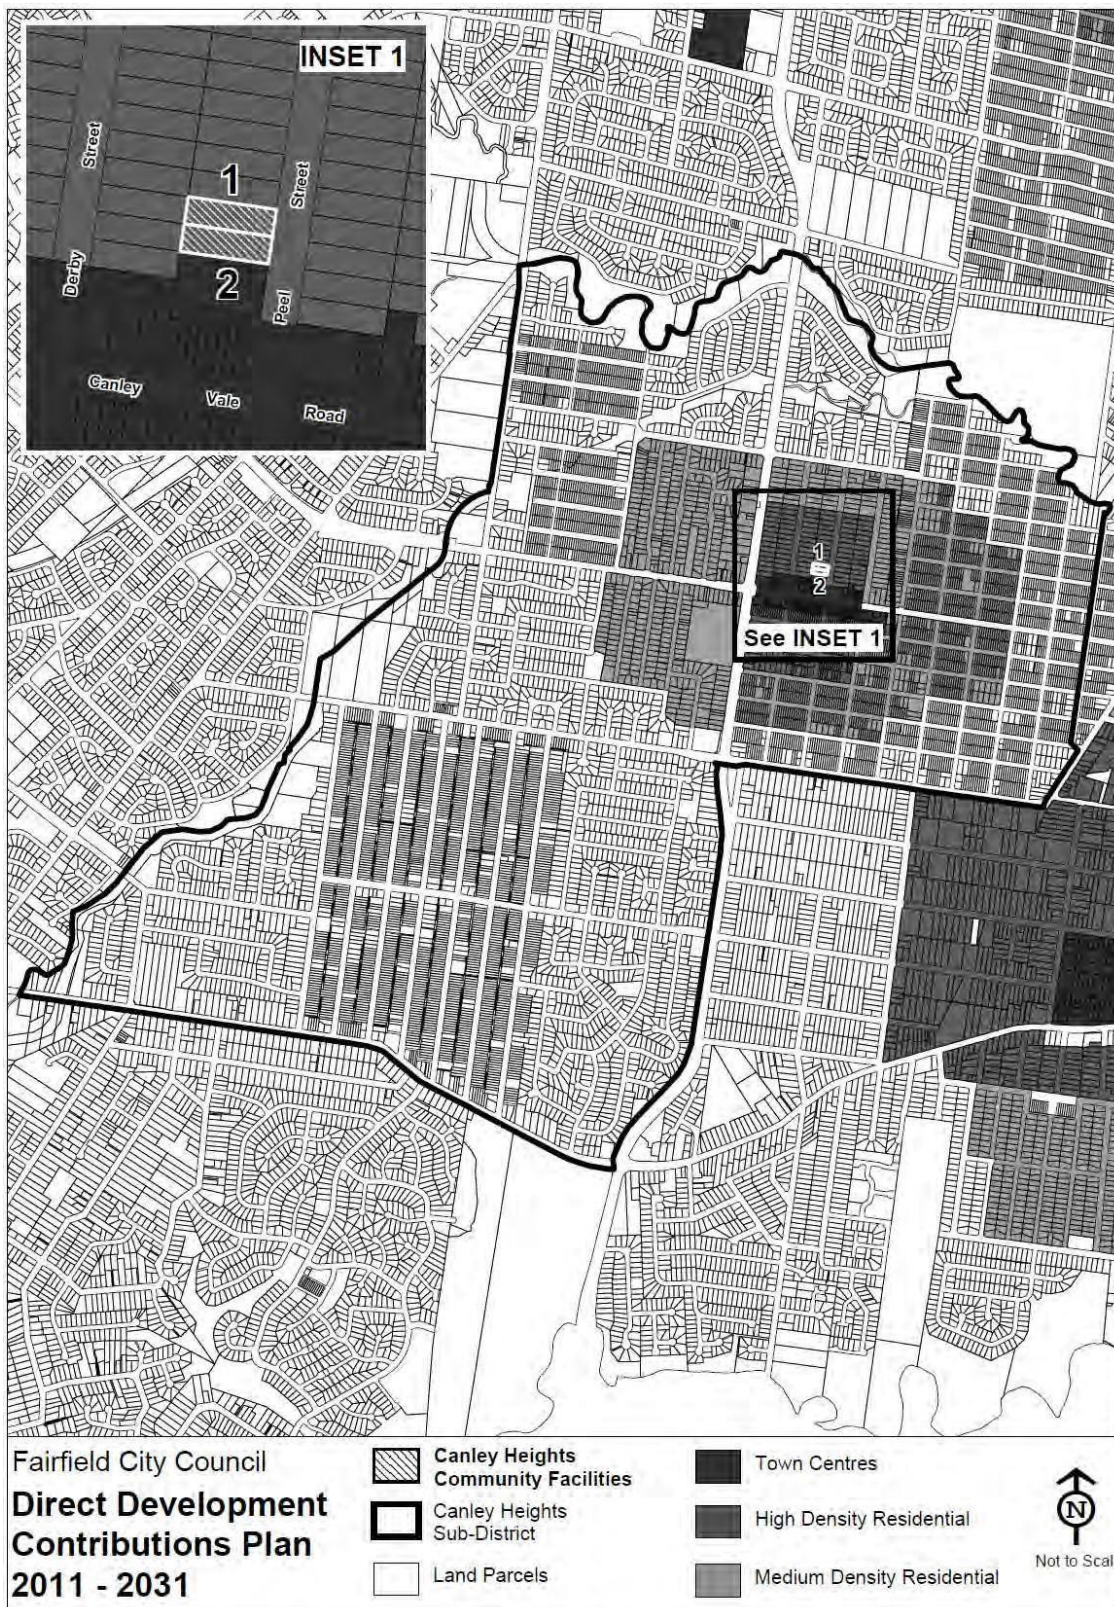 INSET 1
Street
Street
1
2
Derby
Peel
Canley
Vale
Road
1
2
See INSET 1
Fairfield City Council
Direct Development
Contributions Plan
2011 - 2031
Canley Heights
Community Facilities
Canley Heights
Sub-District
Land Parcels
Town Centres
High Density Residential
Medium Density Residential
N
Not to Scal